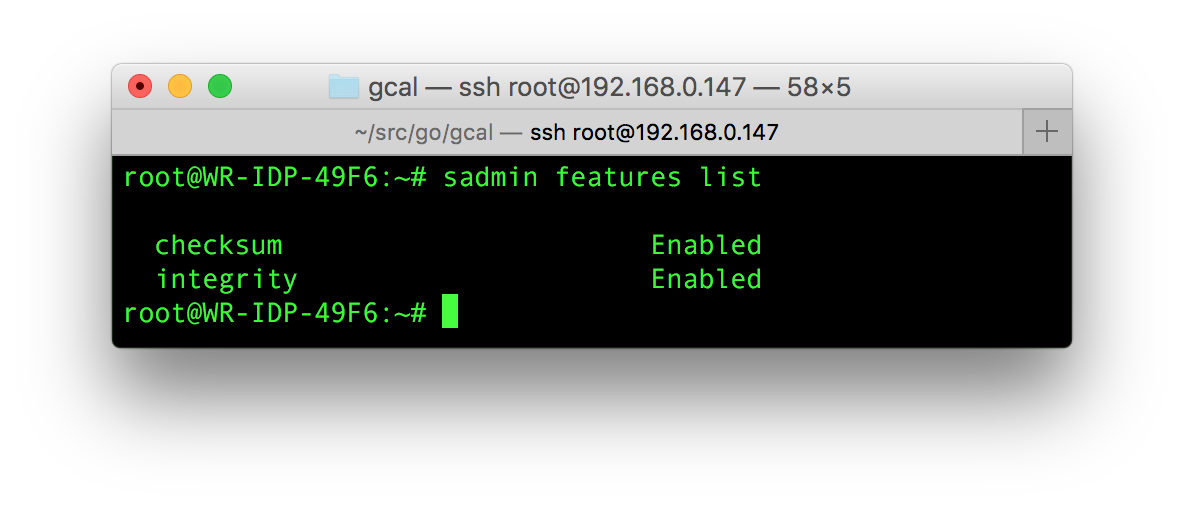 gcal — ssh root@192.168.0.147 — 58×5
~/src/go/gcal — ssh root@192.168.0.147
root@WR-IDP-49F6:~# sadmin features list
checksum Enabled
integrity Enabled
root@WR-IDP-49F6:~#